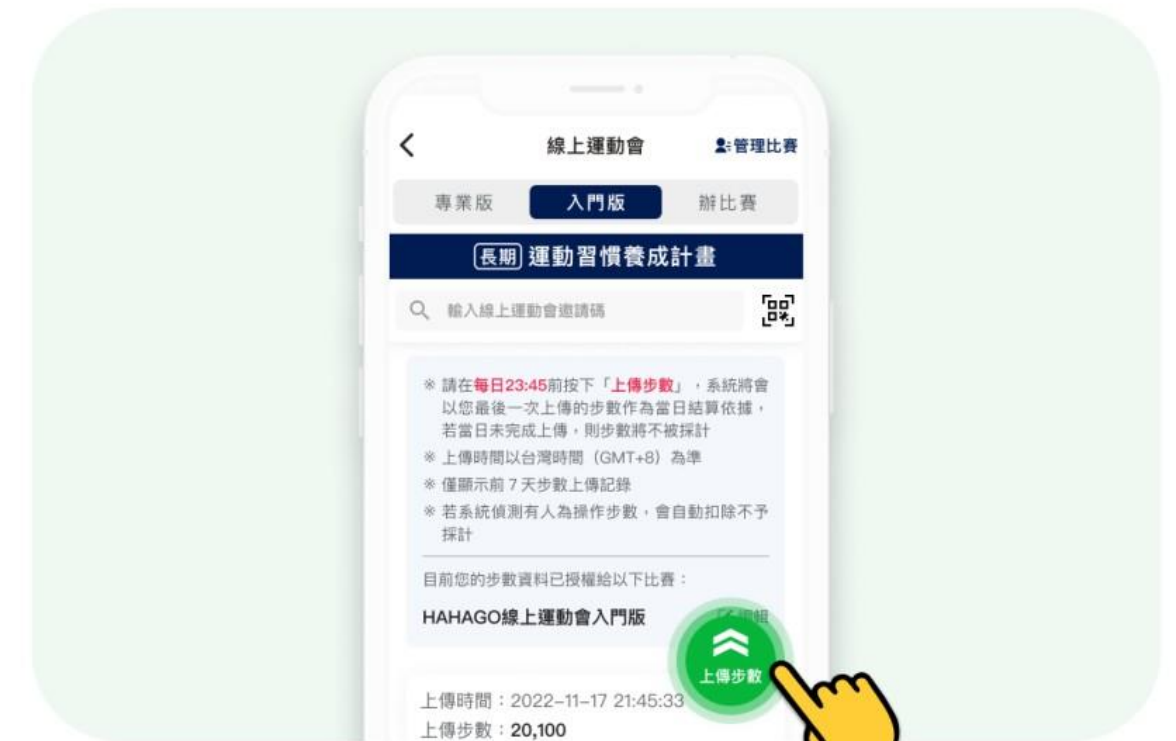 線上運動會
管理比賽
專業版
入門版
辦比賽
長期 運動習慣養成計畫
輸入線上運動會邀請碼
※ 請在每日23:45前按下「上傳步數」，系統將會
以您最後一次上傳的步數作為當日結算依據，
若當日未完成上傳，則步數將不被採計
※ 上傳時間以台灣時間（GMT+8）為準
※ 僅顯示前 7 天步數上傳記錄
※ 若系統偵測有人為操作步數，會自動扣除不予
採計
目前您的步數資料已授權給以下比賽：
HAHAGO線上運動會入門版
編輯
上傳步數
上傳時間：2022-11-17 21:45:33
上傳步數：20,100